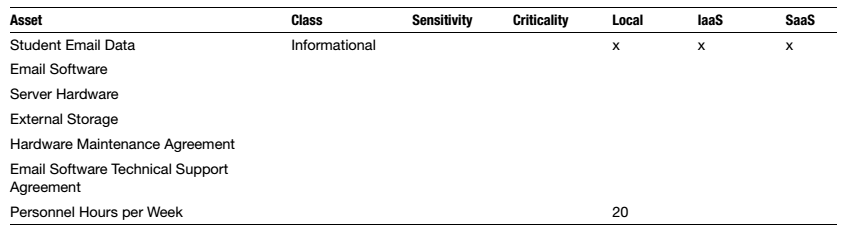 Asset Class Sensitivity Criticality Local IaaS SaaS
Student Email Data Informational x x x
Email Software
Server Hardware
External Storage
Hardware Maintenance Agreement
Email Software Technical Support
Agreement
Personnel Hours per Week 20